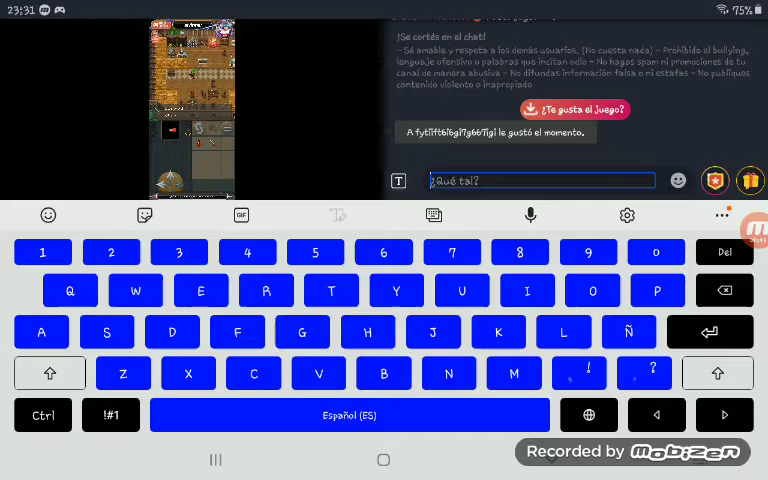 23:31
75%
¡Se cortés en el chat!
- Sé amable y respeta a los demás usuarios. (No cuesta nada) - Prohibido el bullying,
lenguaje ofensivo o palabras que incitan odio - No hagas spam ni promociones de tu
canal de manera abusiva - No difundas información falsa o ni estafas - No publiques
contenido violento o inapropiado
¿Te gusta el juego?
A fyti1ft6i6gi7g667igi le gustó el momento.
T
¿Qué tal?
GIF
1 2 3 4 5 6 7 8 9 0 Del
Q W E R T Y U I O P
A S D F G H J K L Ñ
Z X C V B N M , ! . ?
Ctrl !#1 Español (ES)
Recorded by mobizen